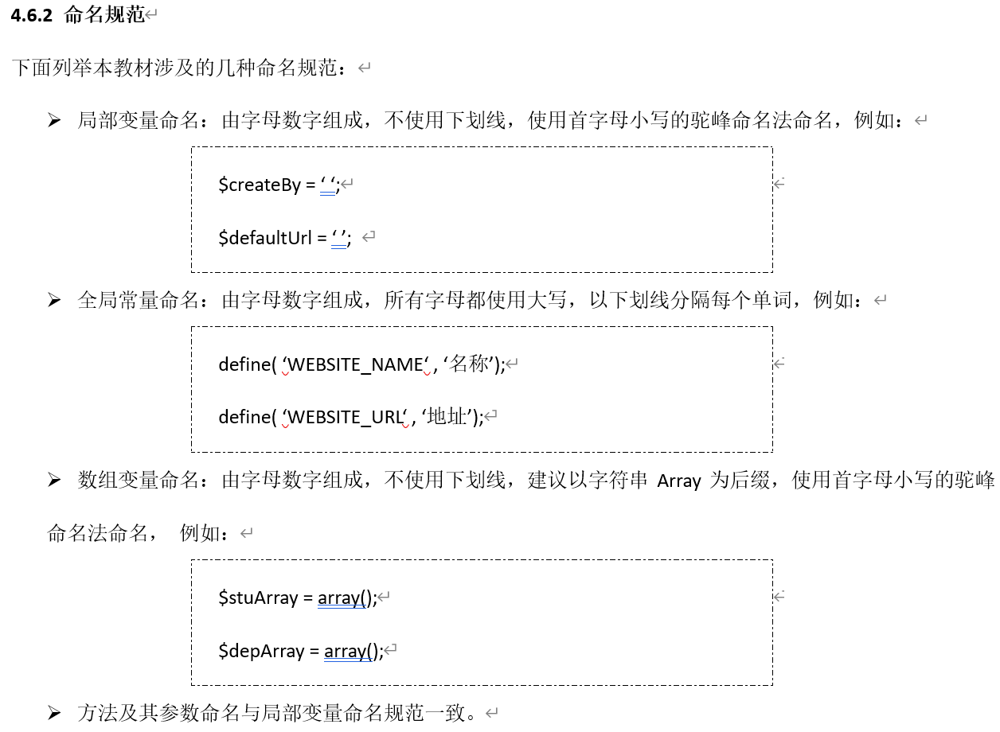 4.6.2 命名规范
下面列举本教材涉及的几种命名规范：
➢ 局部变量命名：由字母数字组成，不使用下划线，使用首字母小写的驼峰命名法命名，例如：
$createBy = ‘ ‘;
$defaultUrl = ‘ ’;
➢ 全局常量命名：由字母数字组成，所有字母都使用大写，以下划线分隔每个单词，例如：
define( ‘WEBSITE_NAME‘ , ‘名称’);
define( ‘WEBSITE_URL‘ , ‘地址’);
➢ 数组变量命名：由字母数字组成，不使用下划线，建议以字符串 Array 为后缀，使用首字母小写的驼峰
命名法命名， 例如：
$stuArray = array();
$depArray = array();
➢ 方法及其参数命名与局部变量命名规范一致。